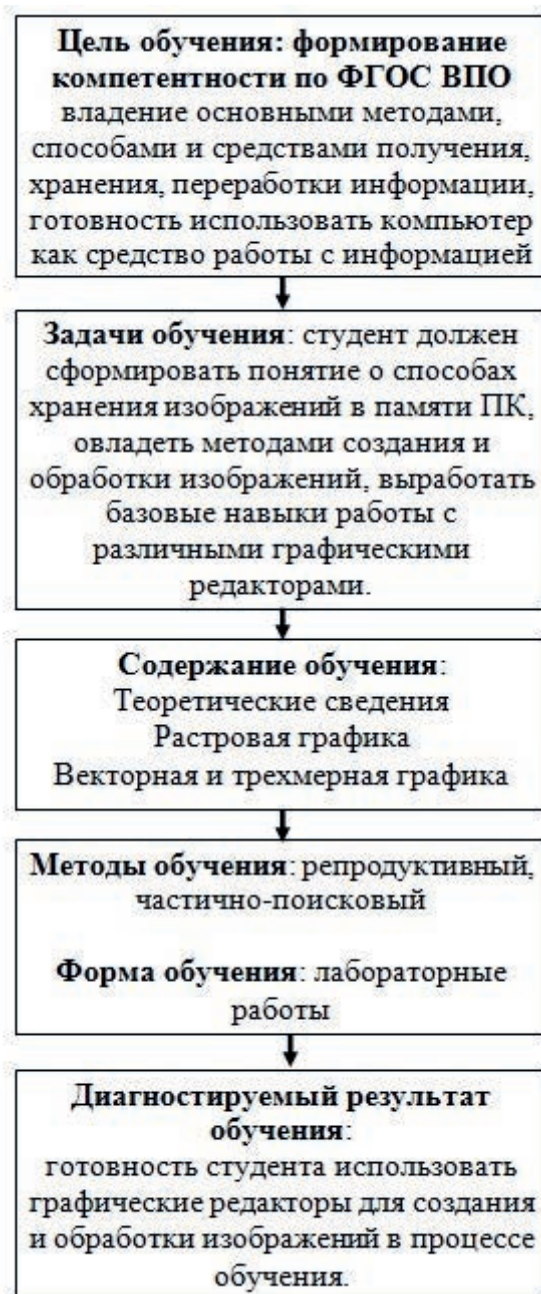 Цель обучения: формирование
компетентности по ФГОС ВПО
владение основными методами,
способами и средствами получения,
хранения, переработки информации,
готовность использовать компьютер
как средство работы с информацией
Задачи обучения: студент должен
сформировать понятие о способах
хранения изображений в памяти ПК,
овладеть методами создания и
обработки изображений, выработать
базовые навыки работы с
различными графическими
редакторами.
Содержание обучения:
Теоретические сведения
Растровая графика
Векторная и трехмерная графика
Методы обучения: репродуктивный,
частично-поисковый
Форма обучения: лабораторные
работы
Диагностируемый результат
обучения:
готовность студента использовать
графические редакторы для создания
и обработки изображений в процессе
обучения.